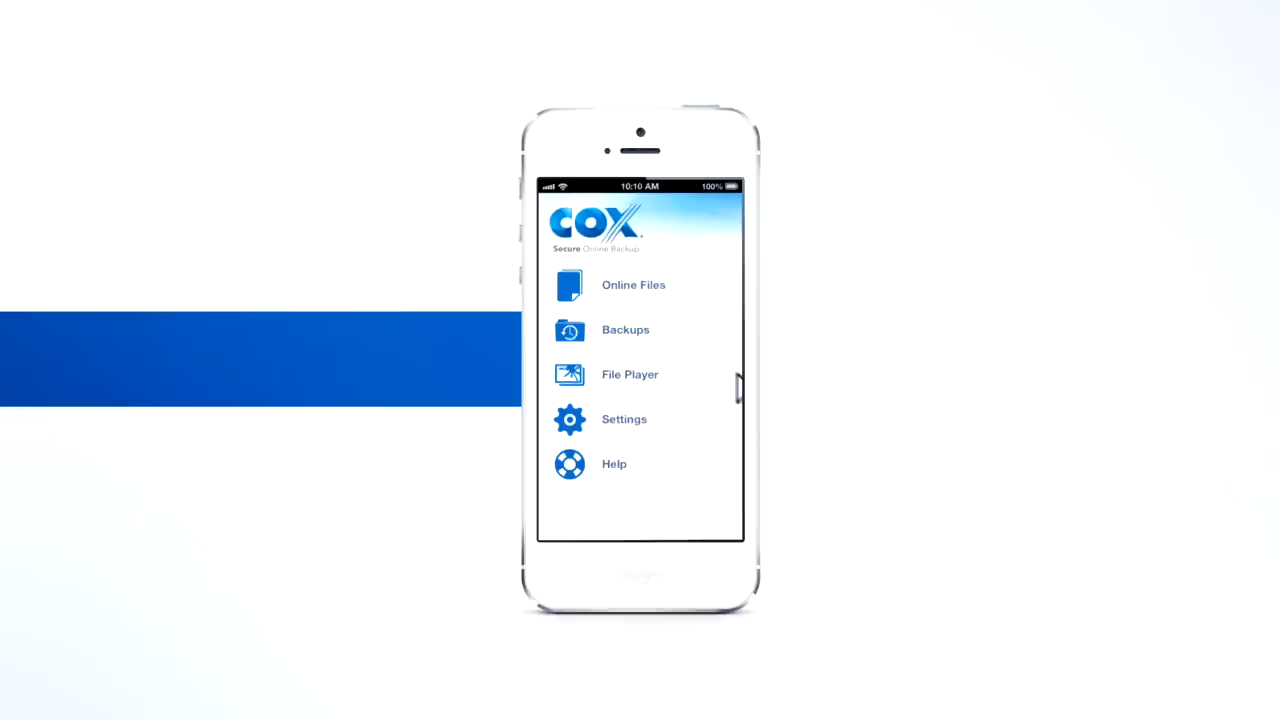 10:10 AM 100%
COX
Secure Online Backup
Online Files
Backups
File Player
Settings
Help